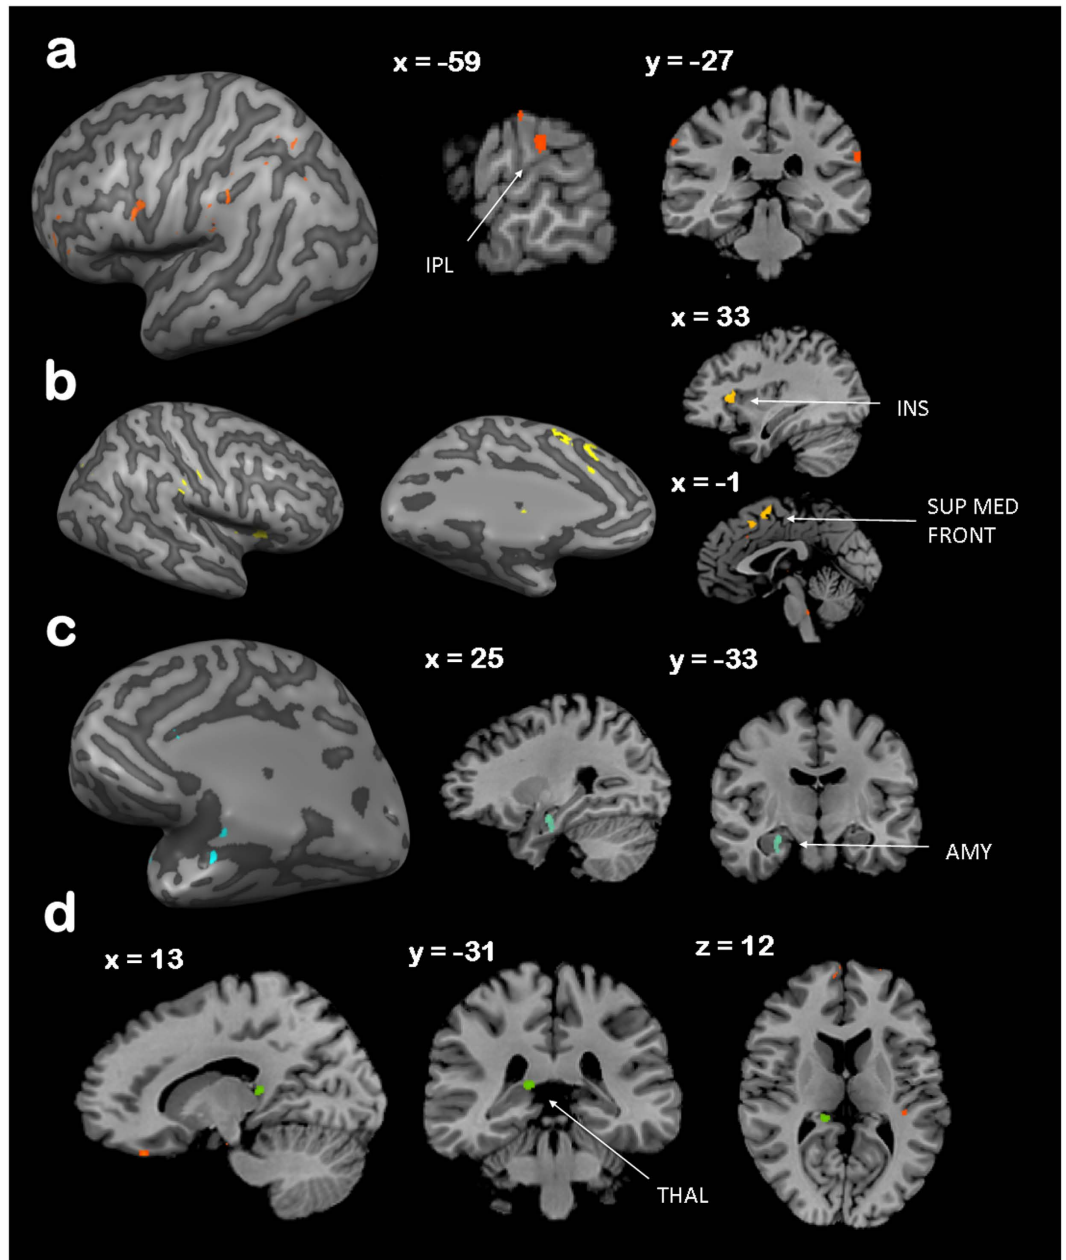 a
x = -59
y = -27
IPL
x = 33
b
INS
x = -1
SUP MED
FRONT
c
x = 25
y = -33
AMY
d
x = 13
y = -31
z = 12
THAL